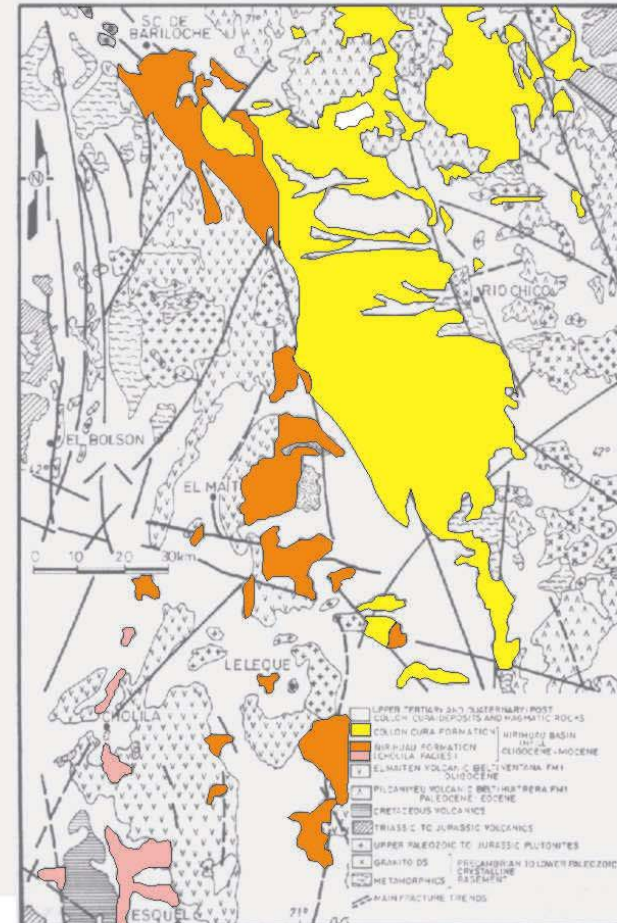 S.C DE
BARILOCHE
71°
YEU
N
RIO CHICO
EL BOLSON
42°
42°
EL MAIT
0 10 20 30km
LELEQUE
CHOLILA
ESQUEL
71°
UPPER TERTIARY AND QUATERNARY POST
COLLON CURA DEPOSITS AND MAGMATIC ROCKS
COLLON CURA FORMATION
ÑIRIHUAU FORMATION
(CHOLILA FACIES)
ÑIRIHUAU BASIN
INFILL
OLIGOCENE-MIOCENE
EL MAITEN VOLCANIC BELT (VENTANA FM)
OLIGOCENE
PILCANIYEU VOLCANIC BELT (HUITRERA FM)
PALEOCENE-EOCENE
CRETACEOUS VOLCANICS
TRIASSIC TO JURASSIC VOLCANICS
UPPER PALEOZOIC TO JURASSIC PLUTONITES
GRANITOIDS
METAMORPHICS
PRECAMBRIAN TO LOWER PALEOZOIC
CRYSTALLINE
BASEMENT
MAIN FRACTURE TRENDS